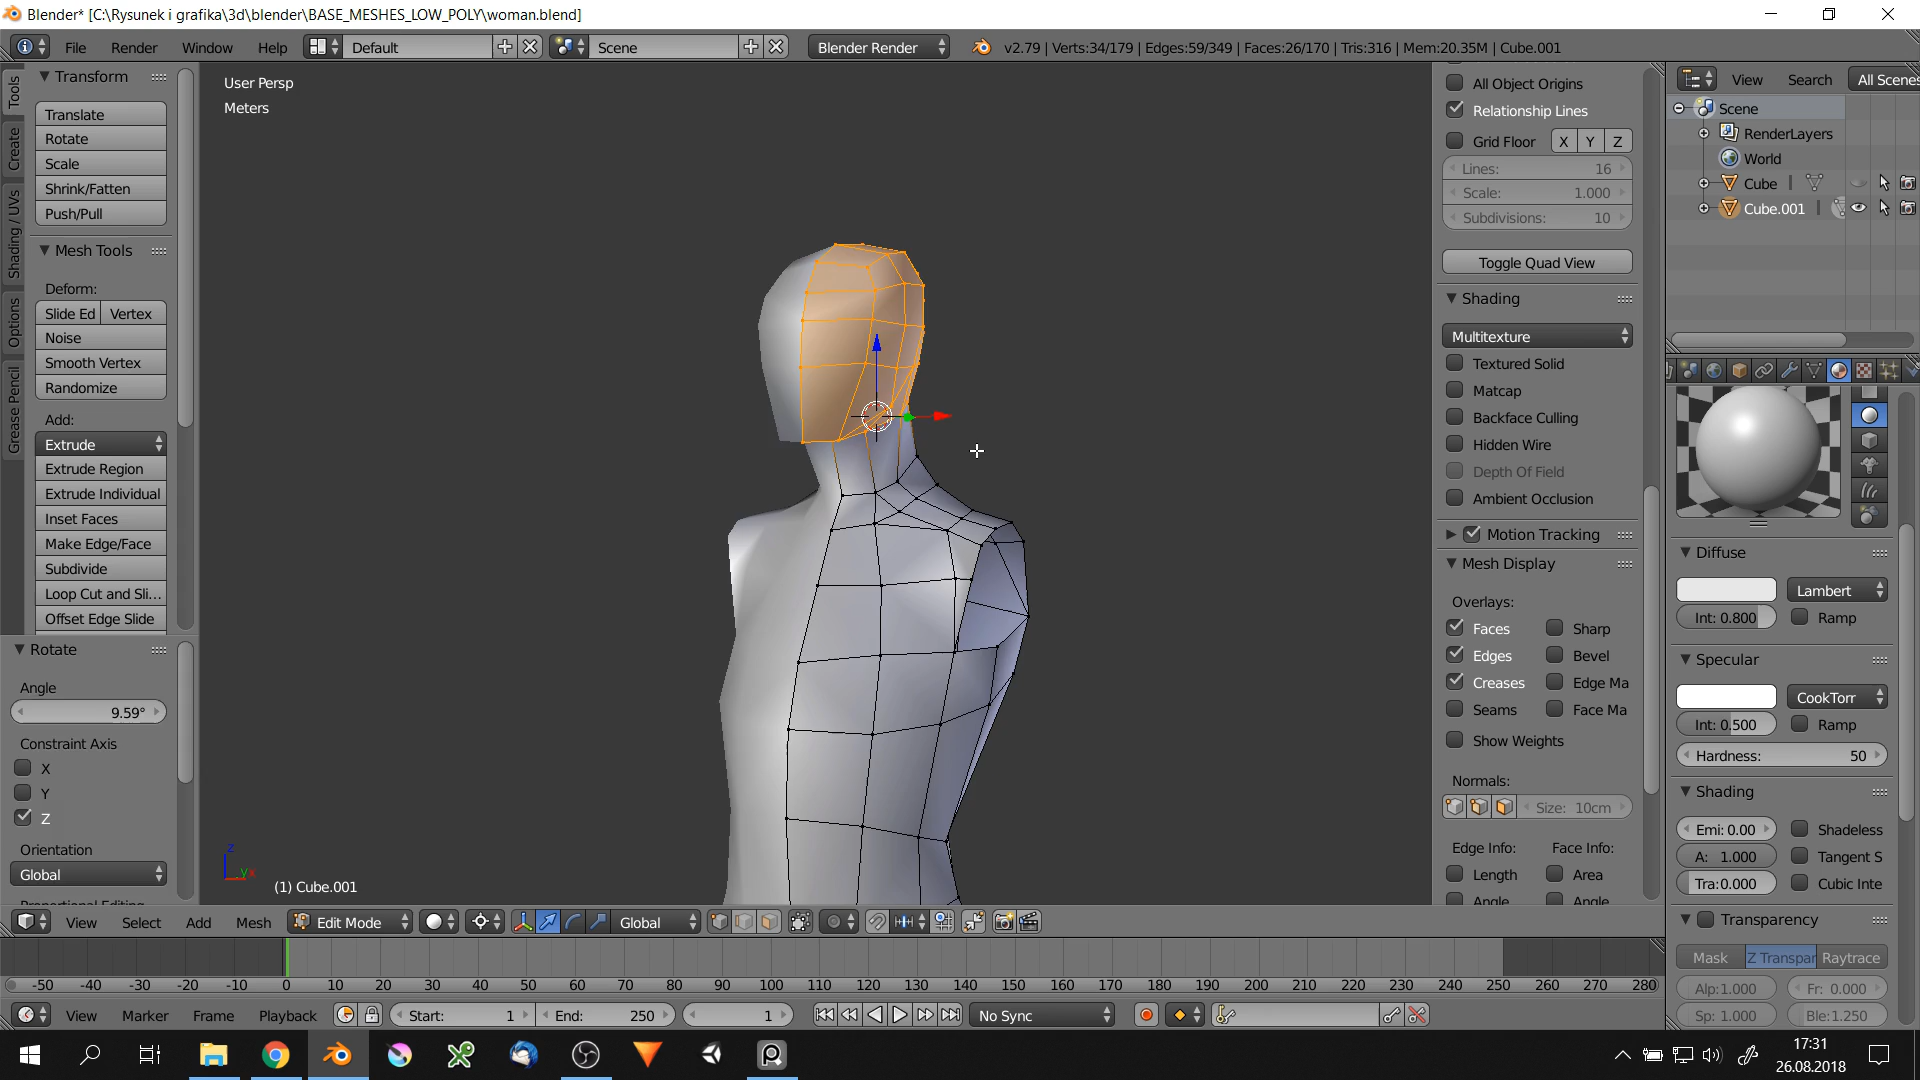 Blender* [C:\Rysunek i grafika\3d\blender\BASE_MESHES_LOW_POLY\woman.blend]
File Render Window Help Default Scene Blender Render v2.79 | Verts:34/179 | Edges:59/349 | Faces:26/170 | Tris:316 | Mem:20.35M | Cube.001
Tools
Create
Shading / UVs
Options
Grease Pencil
Transform
Translate
Rotate
Scale
Shrink/Fatten
Push/Pull
Mesh Tools
Deform:
Slide Ed Vertex
Noise
Smooth Vertex
Randomize
Add:
Extrude
Extrude Region
Extrude Individual
Inset Faces
Make Edge/Face
Subdivide
Loop Cut and Sli...
Offset Edge Slide
Rotate
Angle
9.59°
Constraint Axis
X
Y
Z
Orientation
Global
Proportional Editing
User Persp
Meters
z
y x
(1) Cube.001
All Object Origins
Relationship Lines
Grid Floor X Y Z
Lines: 16
Scale: 1.000
Subdivisions: 10
Toggle Quad View
Shading
Multitexture
Textured Solid
Matcap
Backface Culling
Hidden Wire
Depth Of Field
Ambient Occlusion
Motion Tracking
Mesh Display
Overlays:
Faces Sharp
Edges Bevel
Creases Edge Ma
Seams Face Ma
Show Weights
Normals:
Size: 10cm
Edge Info: Face Info:
Length Area
Angle Angle
View Search All Scenes
Scene
RenderLayers
World
Cube
Cube.001
Diffuse
Lambert
Int: 0.800 Ramp
Specular
CookTorr
Int: 0.500 Ramp
Hardness: 50
Shading
Emi: 0.00 Shadeless
A: 1.000 Tangent S
Tra:0.000 Cubic Inte
Transparency
Mask Z Transpar Raytrace
Alp:1.000 Fr: 0.000
Sp: 1.000 Ble:1.250
View Select Add Mesh Edit Mode Global
-50 -40 -30 -20 -10 0 10 20 30 40 50 60 70 80 90 100 110 120 130 140 150 160 170 180 190 200 210 220 230 240 250 260 270 280
View Marker Frame Playback Start: 1 End: 250 1 No Sync
17:31
26.08.2018